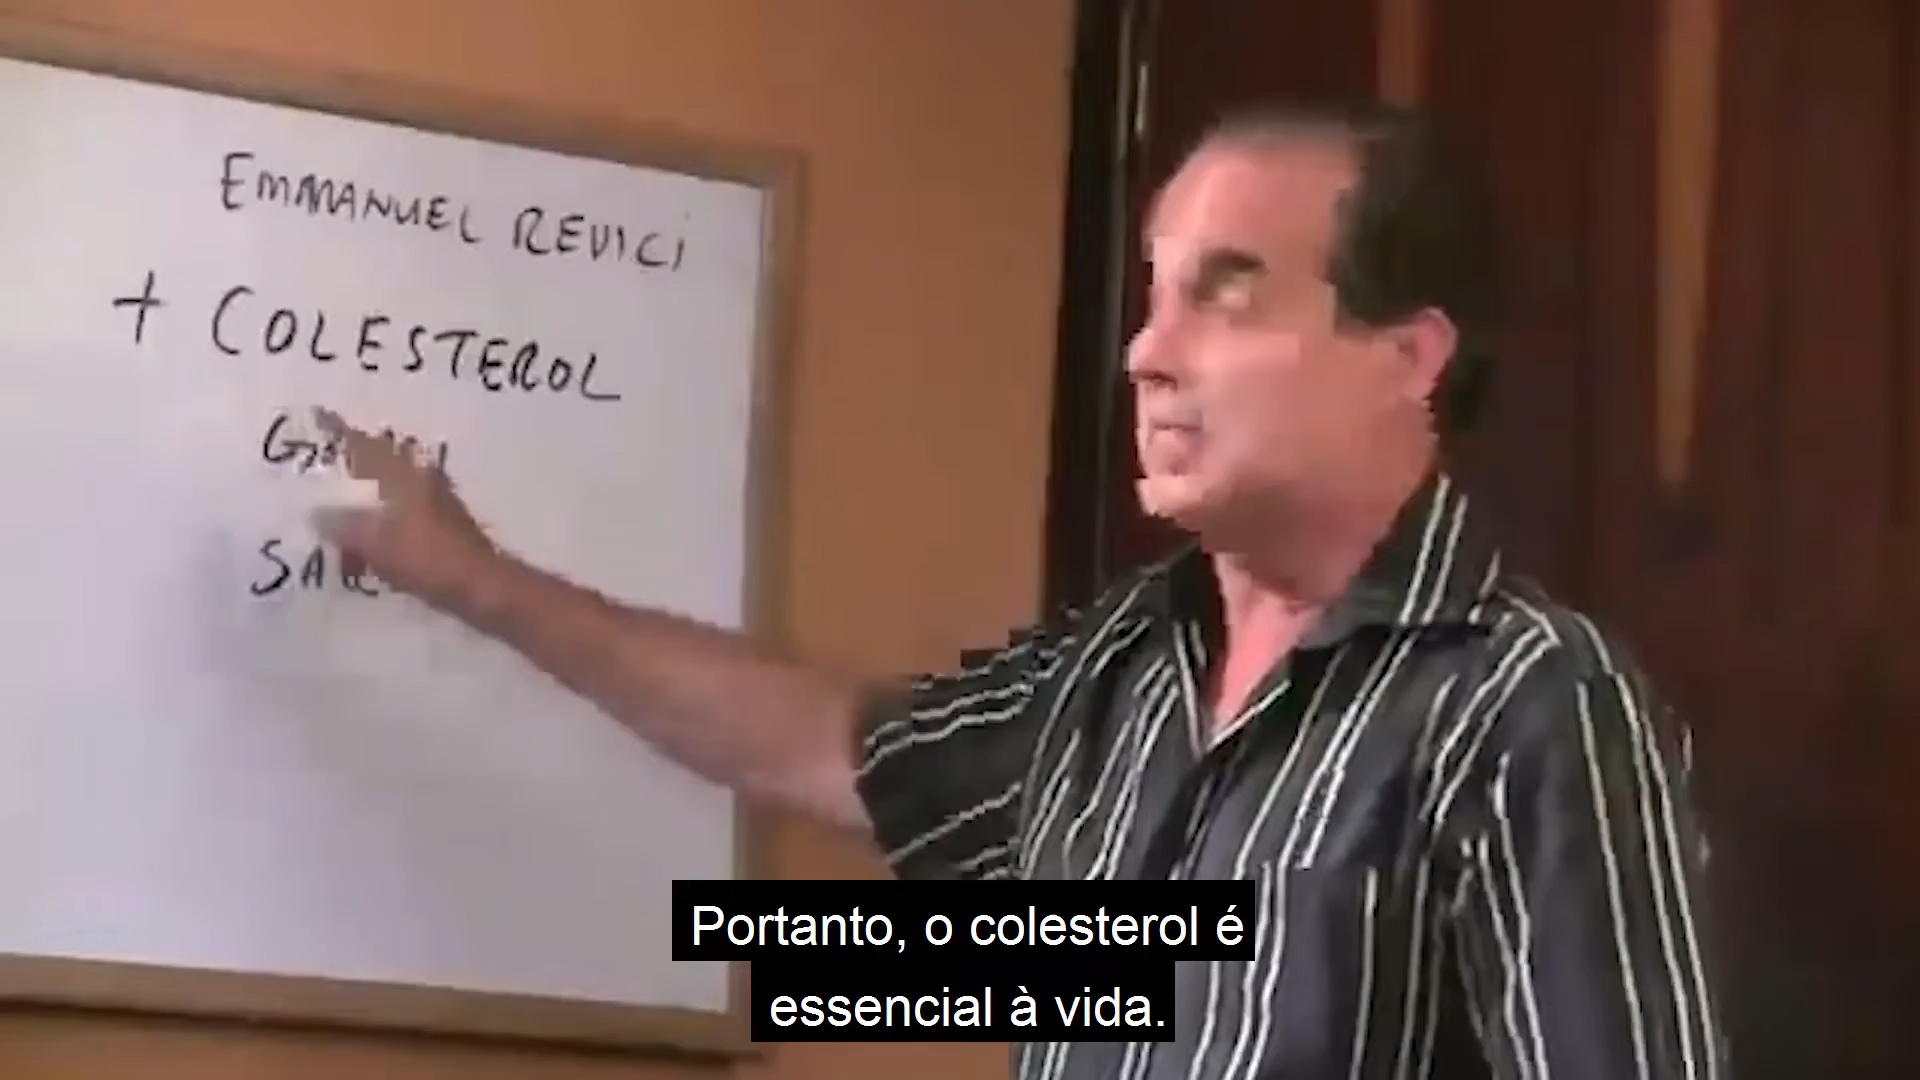 EMMANUEL REVICI
+ COLESTEROL
Portanto, o colesterol é
essencial à vida.